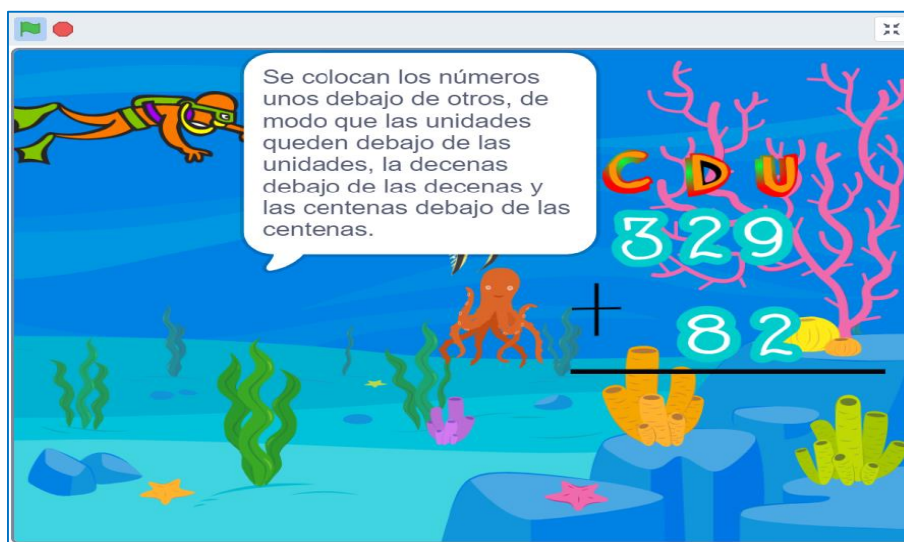 Se colocan los números
unos debajo de otros, de
modo que las unidades
queden debajo de las
unidades, la decenas
debajo de las decenas y
las centenas debajo de las
centenas.
C D U
329
+
82